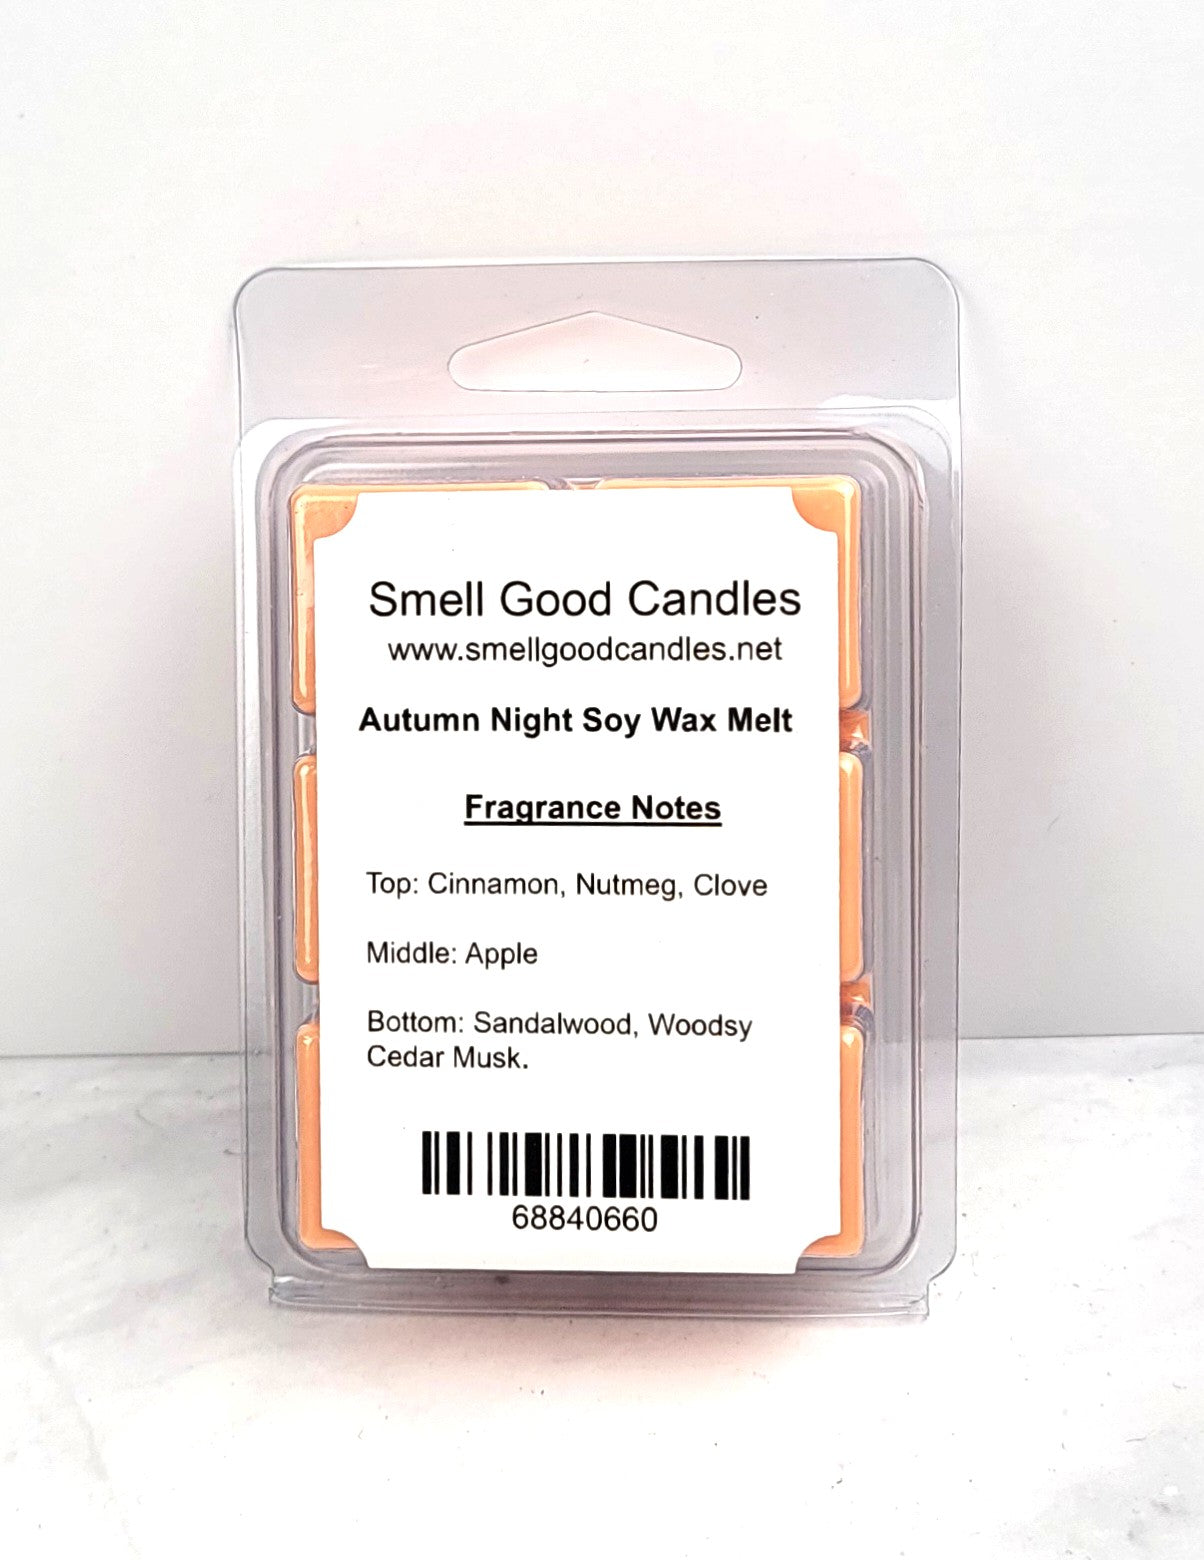 Smell Good Candles
www.smellgoodcandles.net
Autumn Night Soy Wax Melt
Fragrance Notes
Top: Cinnamon, Nutmeg, Clove
Middle: Apple
Bottom: Sandalwood, Woodsy
Cedar Musk.
68840660